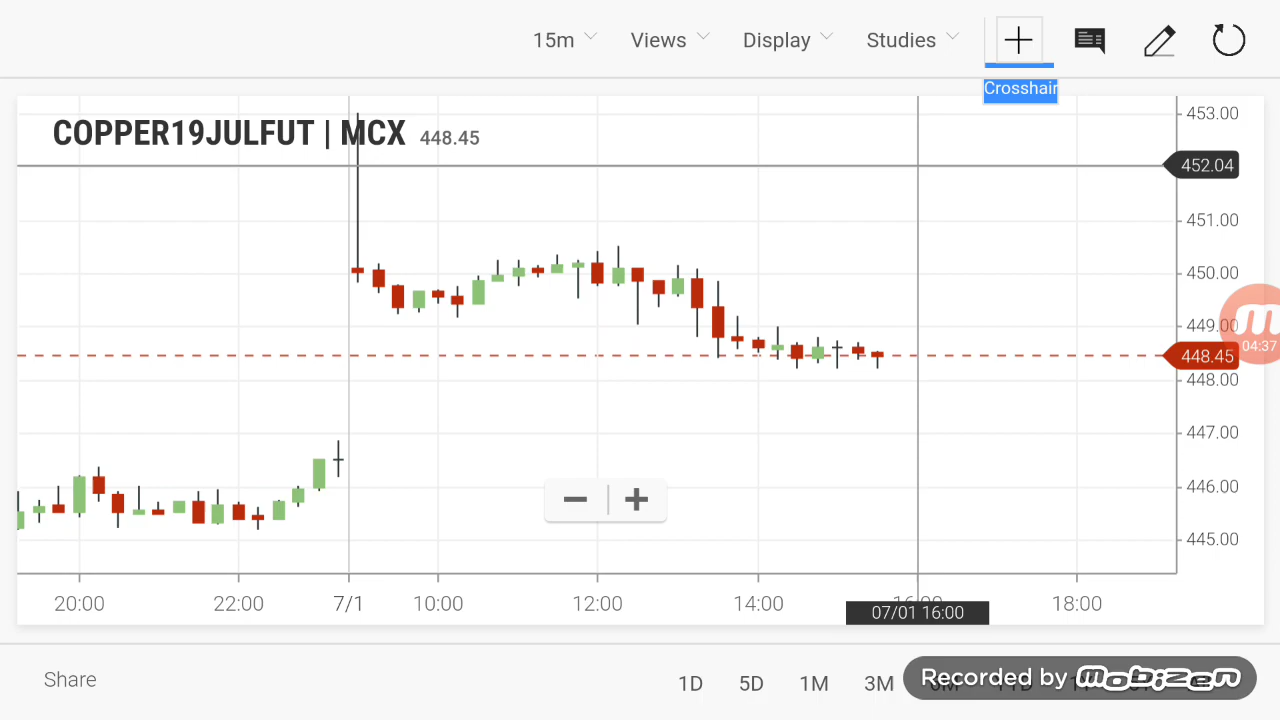 15m Views Display Studies
Crosshair
COPPER19JULFUT | MCX 448.45
453.00
452.04
451.00
450.00
449.00
04:37
448.45
448.00
447.00
446.00
445.00
20:00 22:00 7/1 10:00 12:00 14:00 18:00
07/01 16:00
Share 1D 5D 1M 3M
Recorded by mobizen